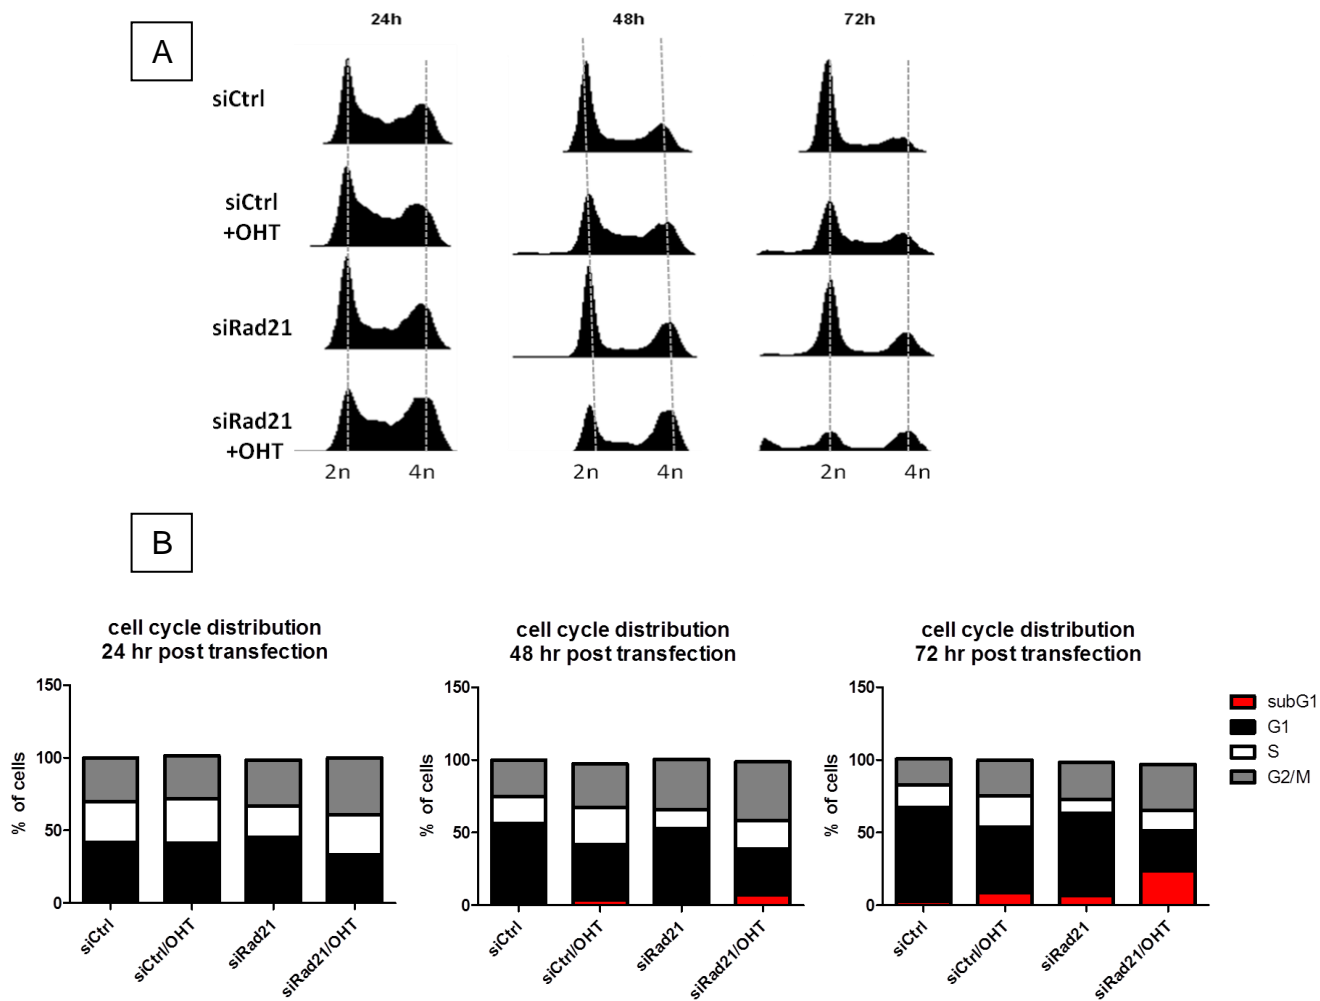 A
24h
48h
72h
siCtrl
siCtrl
+OHT
siRad21
siRad21
+OHT
2n
4n
2n
4n
2n
4n
B
cell cycle distribution
24 hr post transfection
150
100
50
0
% of cells
siCtrl
siCtrl/OHT
siRad21
siRad21/OHT
cell cycle distribution
48 hr post transfection
150
100
50
0
% of cells
siCtrl
siCtrl/OHT
siRad21
siRad21/OHT
cell cycle distribution
72 hr post transfection
150
100
50
0
% of cells
siCtrl
siCtrl/OHT
siRad21
siRad21/OHT
subG1
G1
S
G2/M